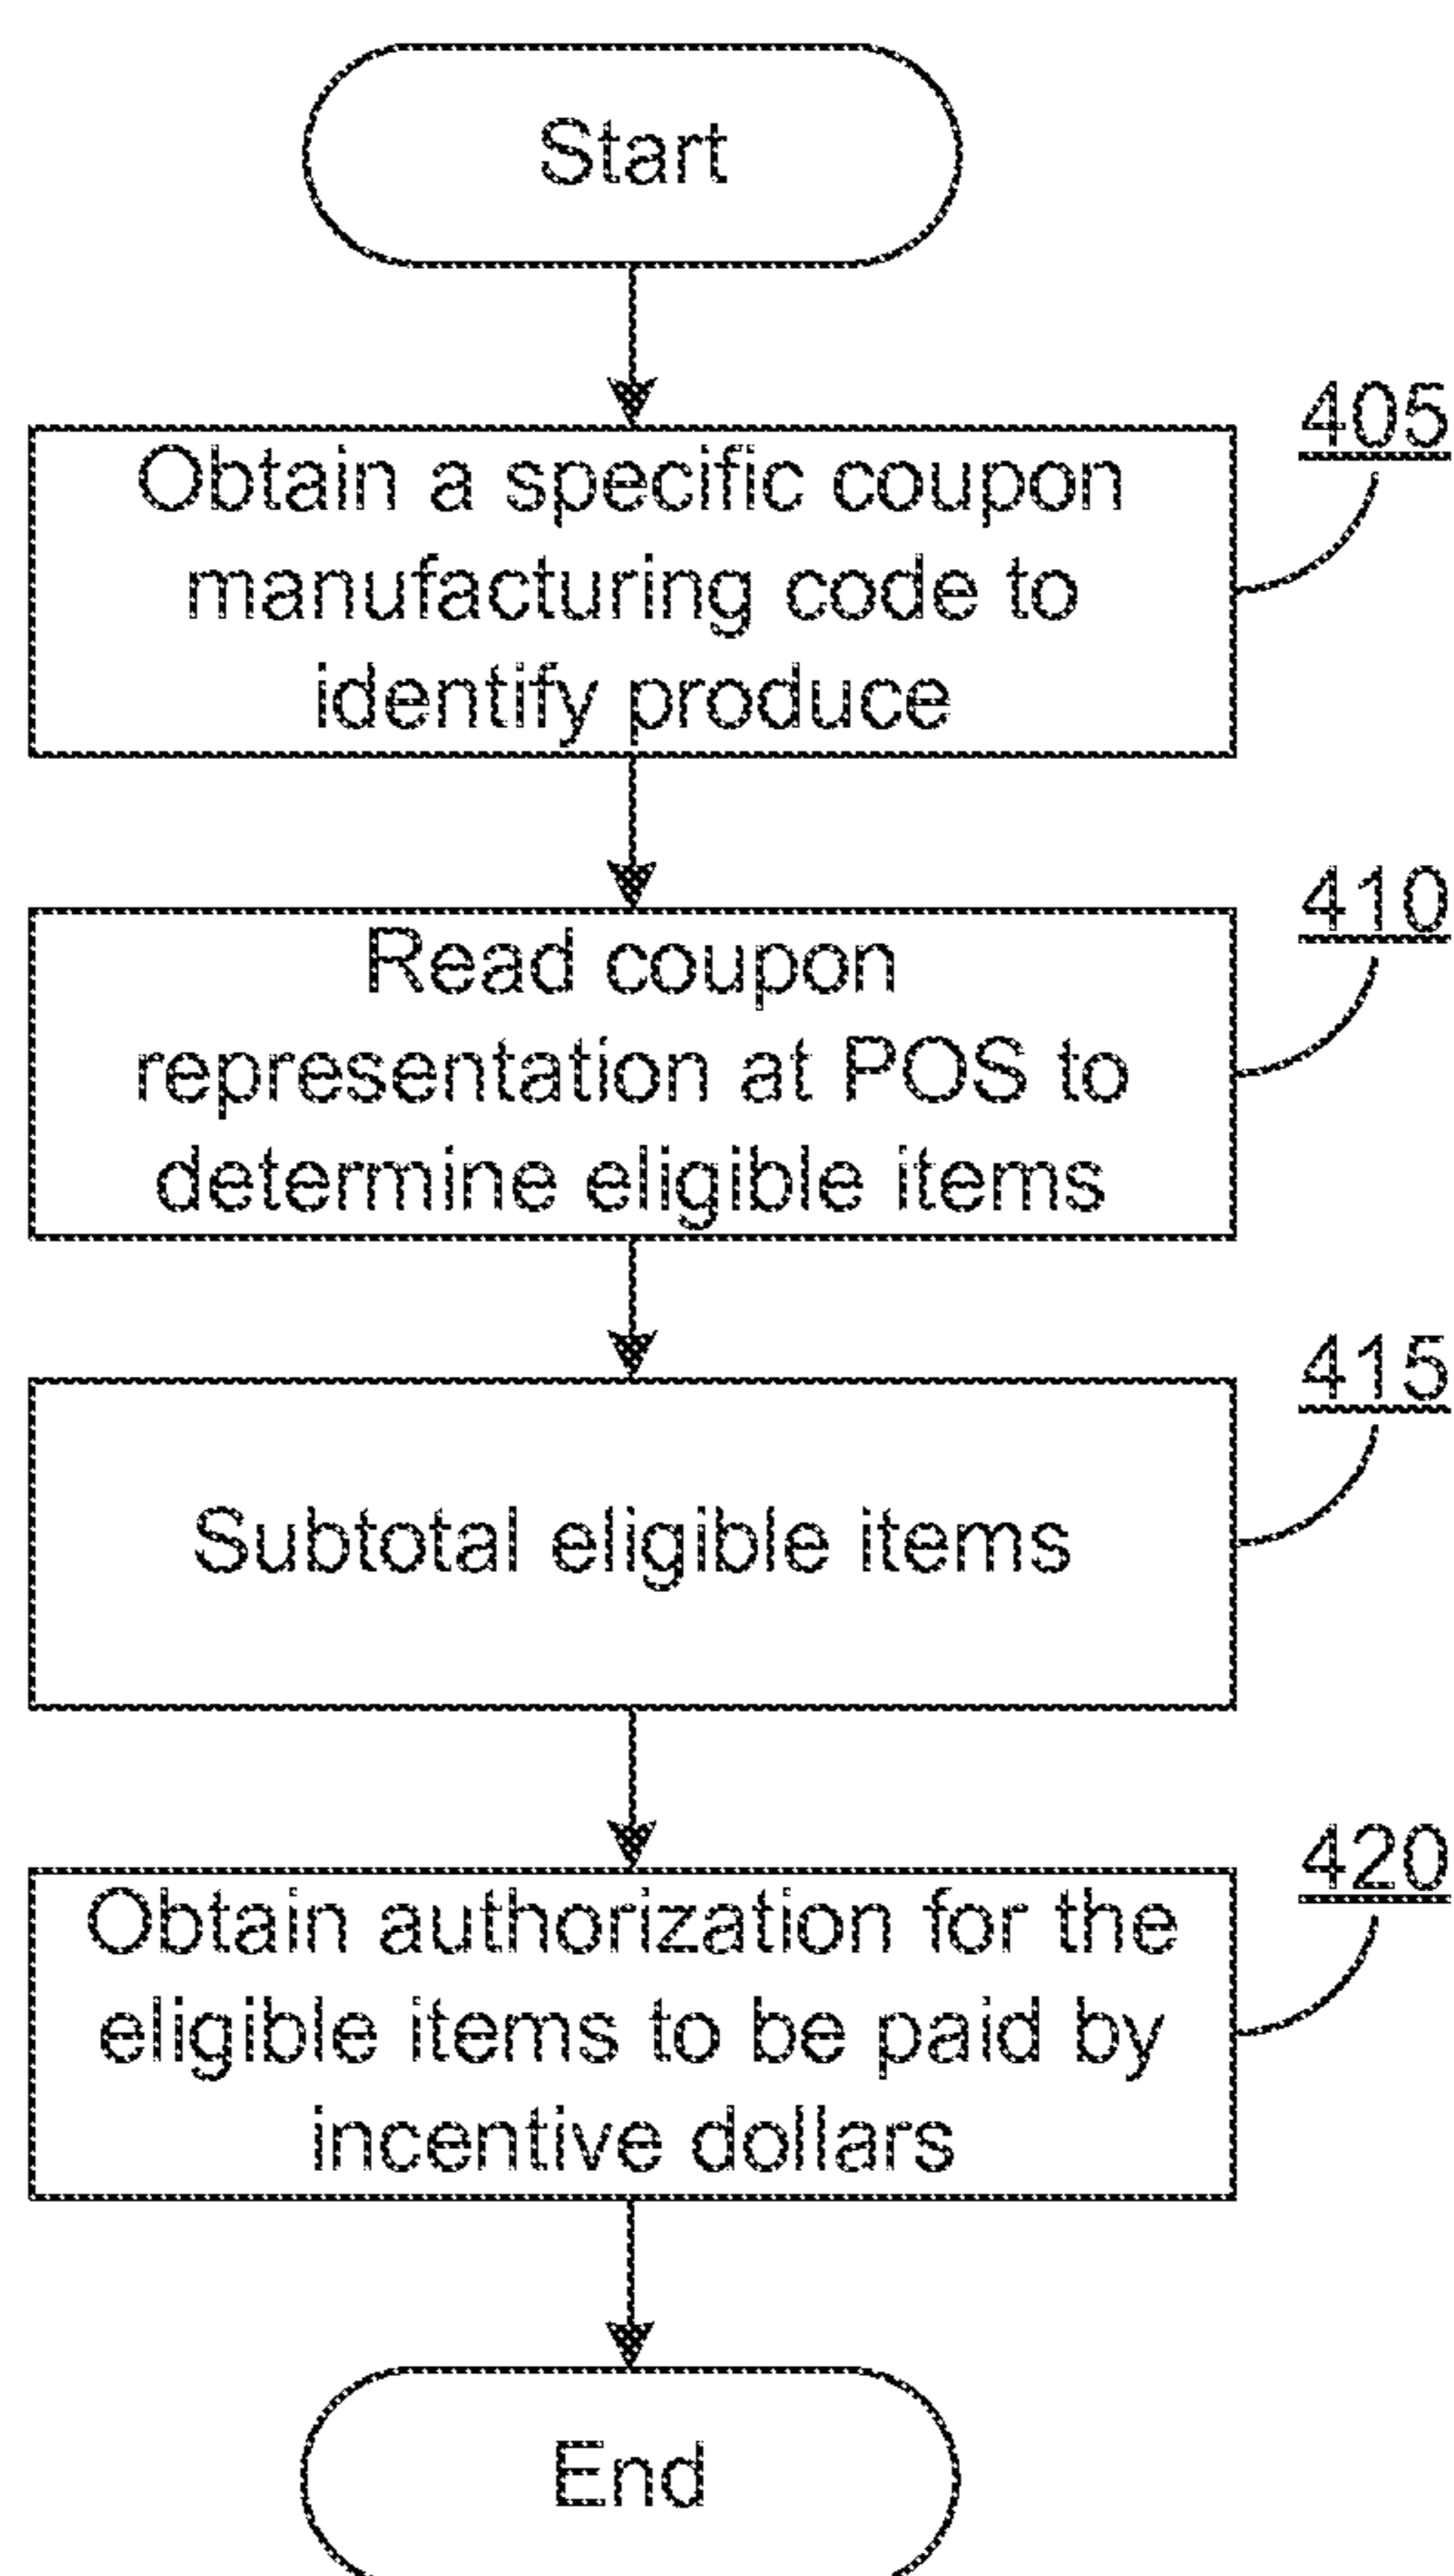 Start
405
Obtain a specific coupon
manufacturing code to
identify produce
410
Read coupon
representation at POS to
determine eligible items
415
Subtotal eligible items
420
Obtain authorization for the
eligible items to be paid by
incentive dollars
End